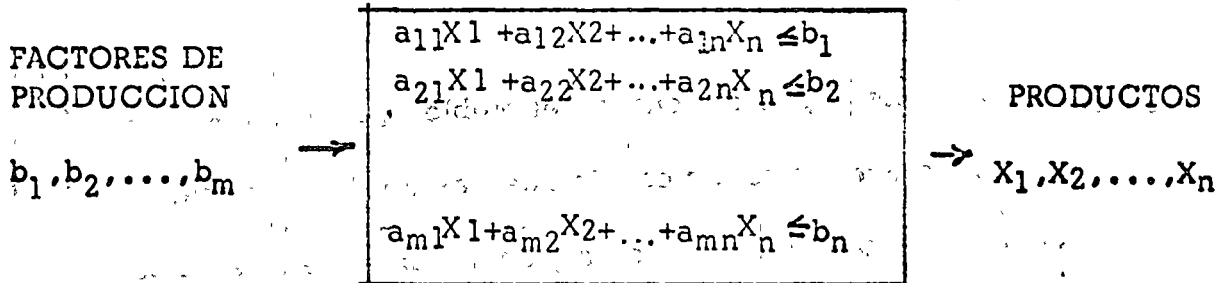 FACTORES DE
PRODUCCION
b₁,b₂,...,bₘ
→
a₁₁X1 +a₁₂X2+...+a₁ₙXₙ ≤b₁
a₂₁X1 +a₂₂X2+...+a₂ₙXₙ ≤b₂
aₘ₁X1+aₘ₂X2+...+aₘₙXₙ ≤bₙ
→
PRODUCTOS
X₁,X₂,....,Xₙ